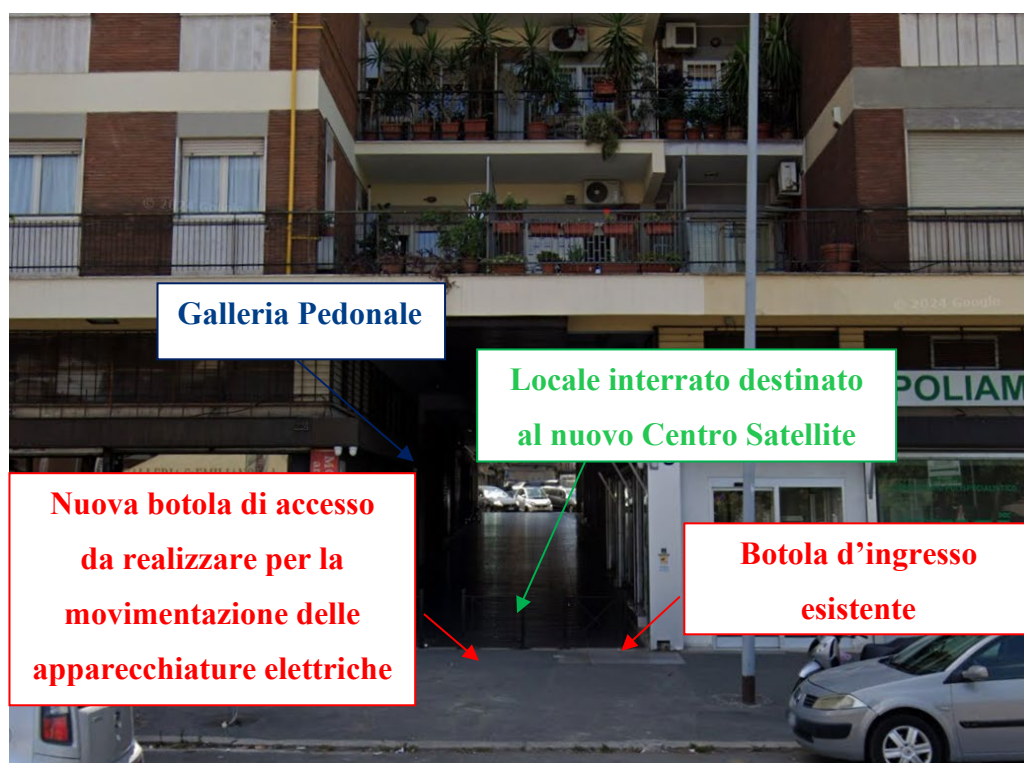 © 2024 Google
© 2024 Google
Galleria Pedonale
Locale interrato destinato
al nuovo Centro Satellite
POLIAM
Nuova botola di accesso
da realizzare per la
movimentazione delle
apparecchiature elettriche
Botola d’ingresso
esistente